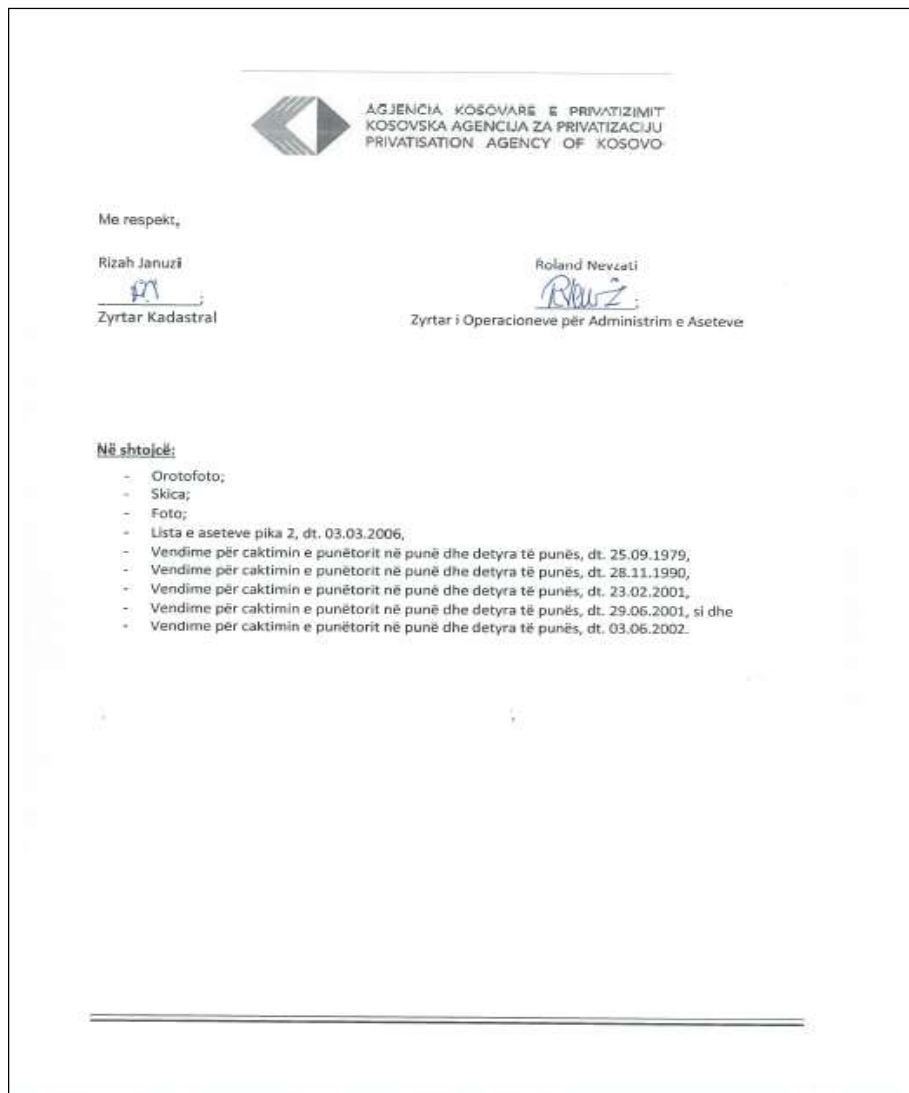 AGJENCIA KOSOVARE E PRIVATIZIMIT
KOSOVSKA AGENCIJA ZA PRIVATIZACIJU
PRIVATISATION AGENCY OF KOSOVO
Me respekt,
Rizah Januzi
Zyrtar Kadastral
Roland Nevzati
Zyrtar i Operacioneve për Administrim e Aseteve
Në shtojcë:
- Orotofoto;
- Skica;
- Foto;
- Lista e aseteve pika 2, dt. 03.03.2006,
- Vendime për caktimin e punëtorit në punë dhe detyra të punës, dt. 25.09.1979,
- Vendime për caktimin e punëtorit në punë dhe detyra të punës, dt. 28.11.1990,
- Vendime për caktimin e punëtorit në punë dhe detyra të punës, dt. 23.02.2001,
- Vendime për caktimin e punëtorit në punë dhe detyra të punës, dt. 29.06.2001, si dhe
- Vendime për caktimin e punëtorit në punë dhe detyra të punës, dt. 03.06.2002.